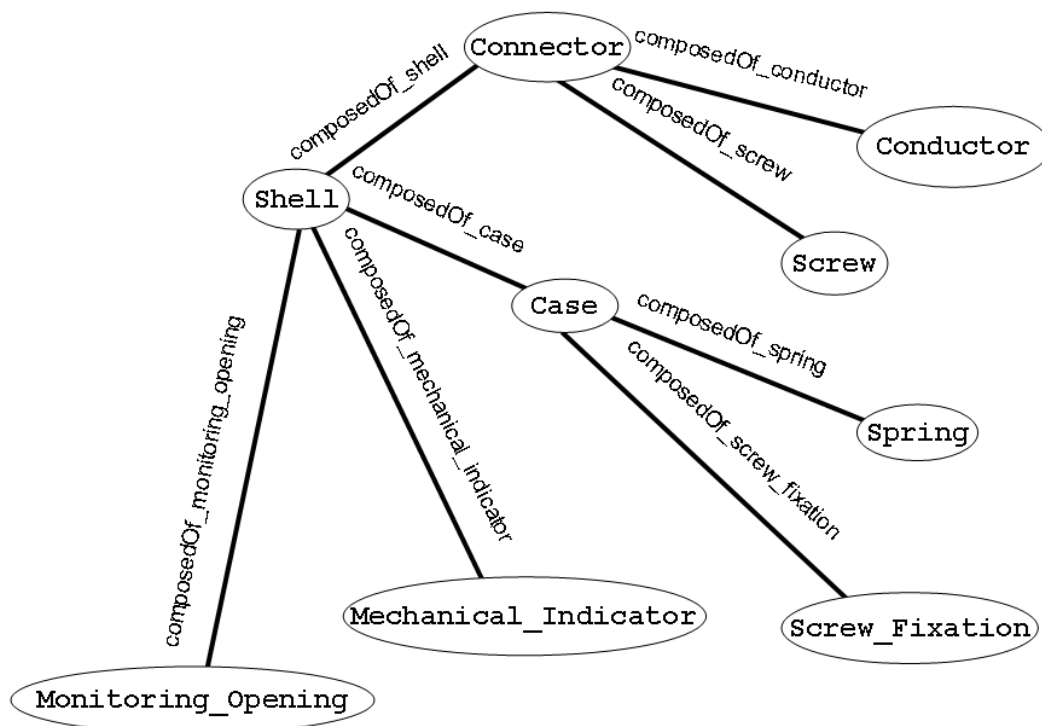 Connector
composedOf_conductor
composedOf_shell
composedOf_screw
Conductor
Shell
composedOf_case
Screw
composedOf_mechanical_indicator
Case
composedOf_spring
composedOf_monitoring_opening
composedOf_screw_fixation
Spring
Mechanical_Indicator
Screw_Fixation
Monitoring_Opening